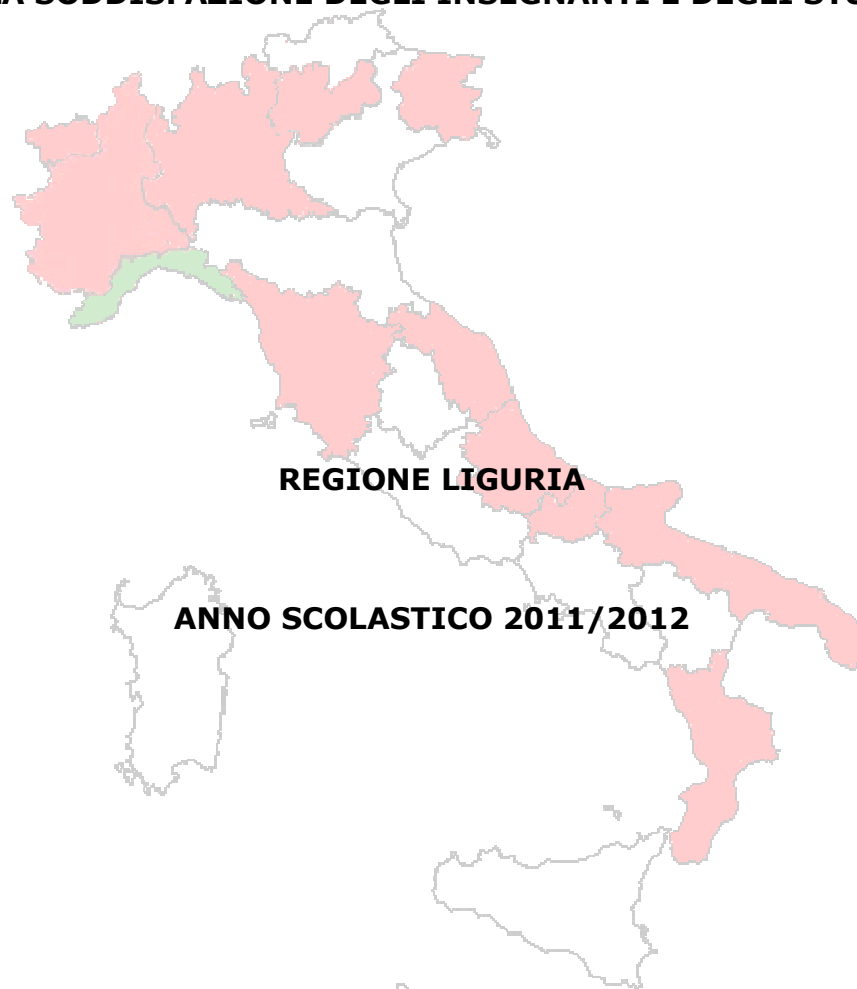 SODDISFAZIONE DEGLI INSEGNANTI E DEGLI
REGIONE LIGURIA
ANNO SCOLASTICO 2011/2012